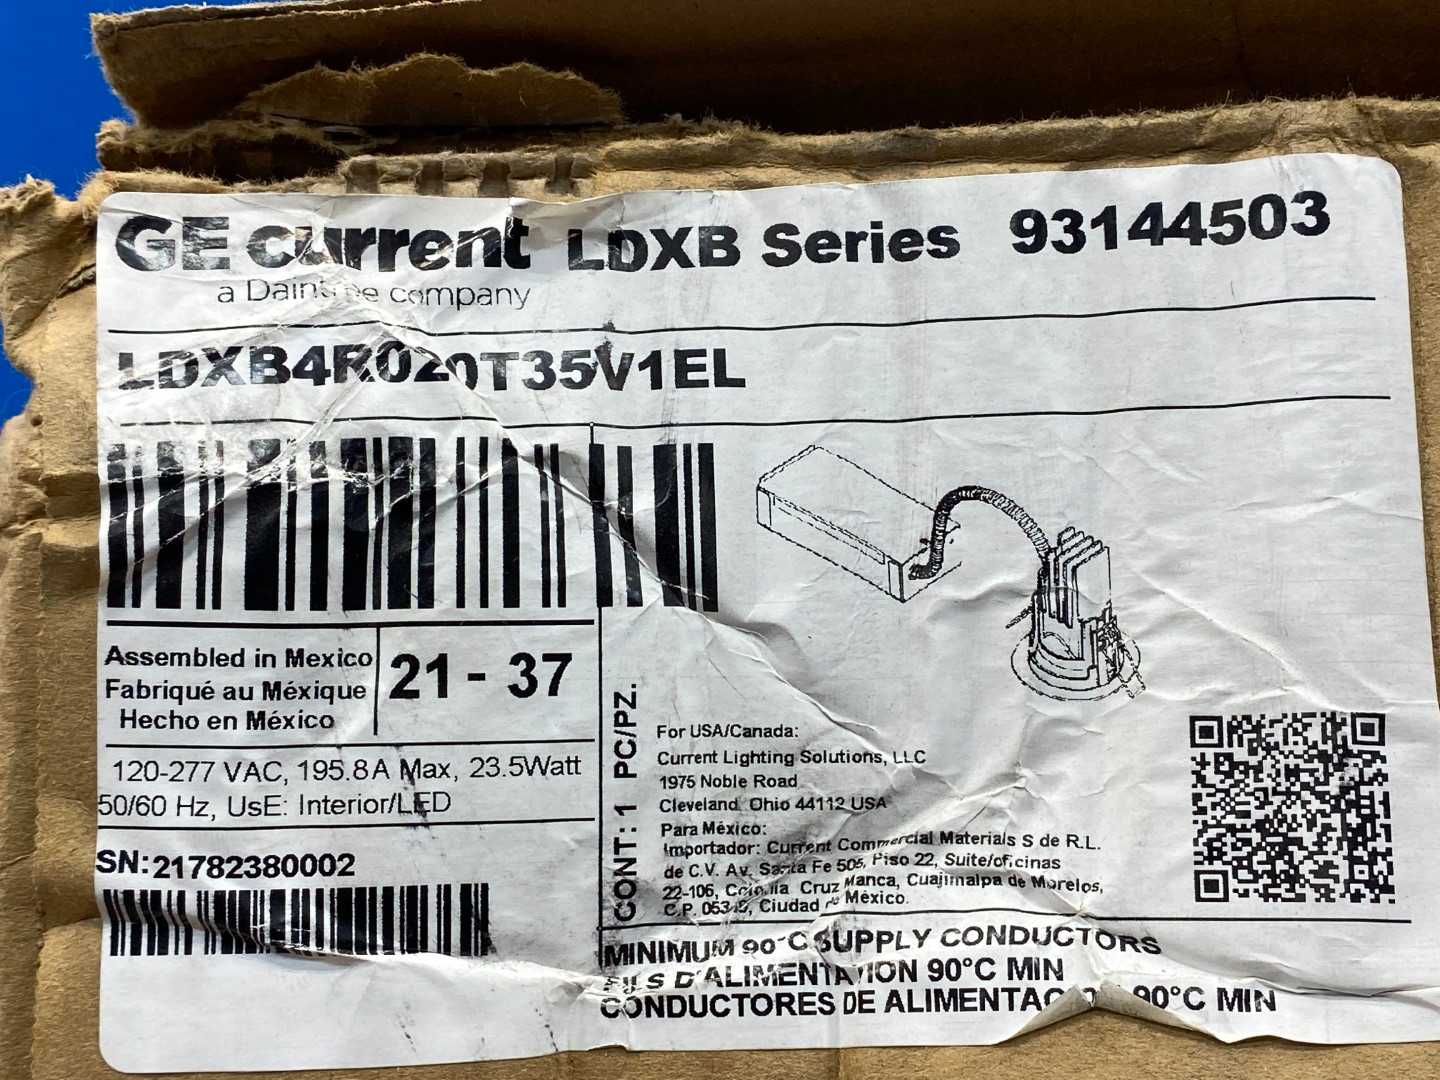 GE current LDXB Series 93144503
a Daintree company
LDXB4R020T35V1EL
Assembled in Mexico
Fabriqué au Méxique
Hecho en México
21 - 37
120-277 VAC, 195.8A Max, 23.5Watt
50/60 Hz, UsE: Interior/LED
SN:21782380002
CONT: 1 PC/PZ.
For USA/Canada:
Current Lighting Solutions, LLC
1975 Noble Road
Cleveland, Ohio 44112 USA
Para México:
Importador: Current Commercial Materials S de R.L.
de C.V. Av. Santa Fe 505, Piso 22, Suite/oficinas
22-106, Colonia Cruz Manca, Cuajimalpa de Morelos,
C.P. Ciudad de México.
MINIMUM 90°C SUPPLY CONDUCTORS
FILS D'ALIMENTATION 90°C MIN
CONDUCTORES DE ALIMENTACION 90°C MIN